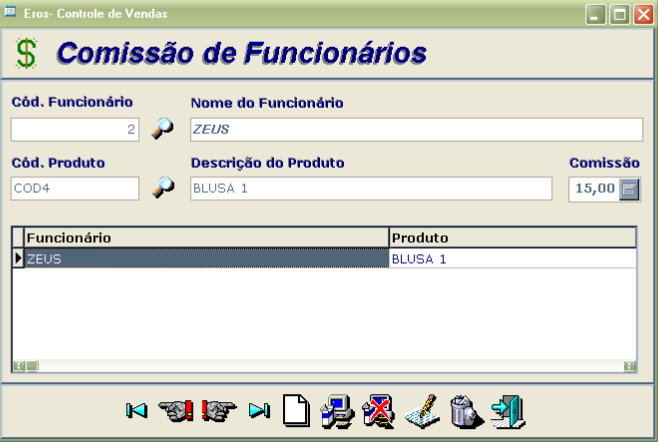 Eros- Controle de Vendas
$ Comissão de Funcionários
Cód. Funcionário Nome do Funcionário
2 ZEUS
Cód. Produto Descrição do Produto Comissão
COD4 BLUSA 1 15,00
Funcionário Produto
ZEUS BLUSA 1